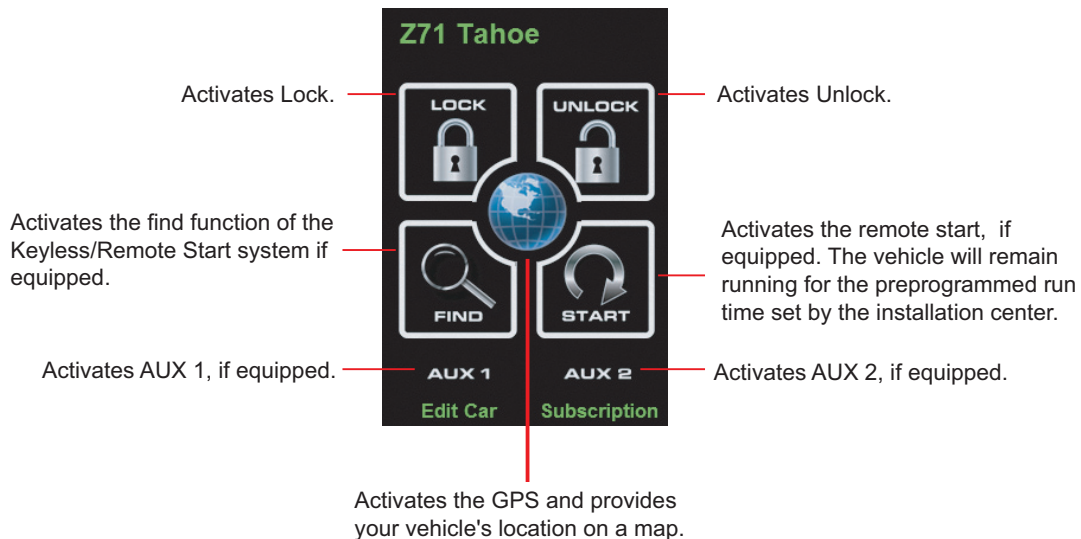 Z71 Tahoe
Activates Lock.
LOCK
UNLOCK
Activates Unlock.
Activates the find function of the
Keyless/Remote Start system if
equipped.
FIND
START
Activates the remote start, if
equipped. The vehicle will remain
running for the preprogrammed run
time set by the installation center.
Activates AUX 1, if equipped.
AUX 1
AUX 2
Activates AUX 2, if equipped.
Edit Car
Subscription
Activates the GPS and provides
your vehicle's location on a map.